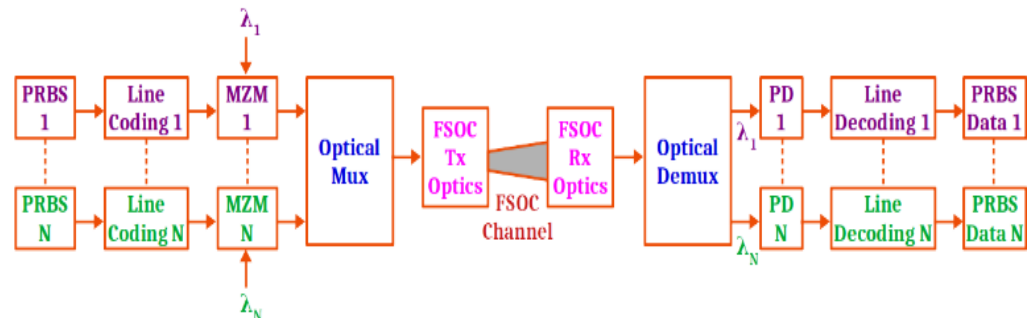 λ1
PRBS
1
Line
Coding 1
MZM
1
Optical
Mux
FSOC
Tx
Optics
FSOC
Rx
Optics
FSOC
Channel
Optical
Demux
λ1
PD
1
Line
Decoding 1
PRBS
Data 1
PRBS
N
Line
Coding N
MZM
N
λN
λN
PD
N
Line
Decoding N
PRBS
Data N